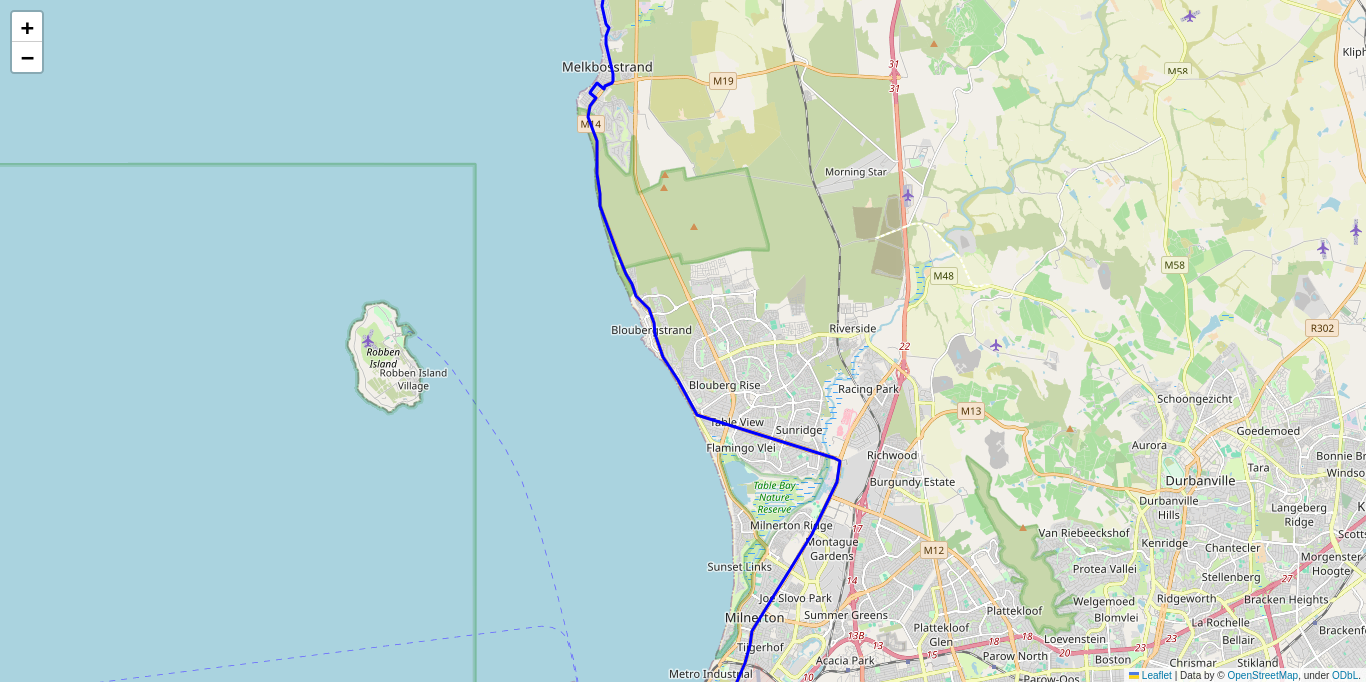 +
−
Melkbosstrand
M19
31
31
M58
Kliph
M14
Morning Star
M58
M48
Bloubergstrand
Riverside
R302
22
Robben
Island
Robben Island
Village
Blouberg Rise
Racing Park
Schoongezicht
M13
Table View
Sunridge
Goedemoed
Flamingo Vlei
Richwood
Aurora
Bonnie Br
Tara
Windso
Table Bay
Nature
Reserve
Burgundy Estate
Durbanville
Durbanville
Hills
Langeberg
Ridge
K
Milnerton Ridge
17
Van Riebeeckshof
Scotts
Montague
Gardens
M12
Kenridge
Chantecler
Morgenster
Hoogte
Sunset Links
14
Protea Vallei
Stellenberg
27
Joe Slovo Park
Welgemoed
Ridgeworth
Bracken Heights
Milnerton
Summer Greens
Plattekloof
Blomvlei
La Rochelle
Brackenfe
Plattekloof
Glen
13B
18
18
Loevenstein
23
Bellair
Tijgerhof
15
20
Acacia Park
Parow North
Boston
Chrismar
Stikland
Metro Industrial
10
Parow-Oos
Leaflet | Data by © OpenStreetMap, under ODbL.